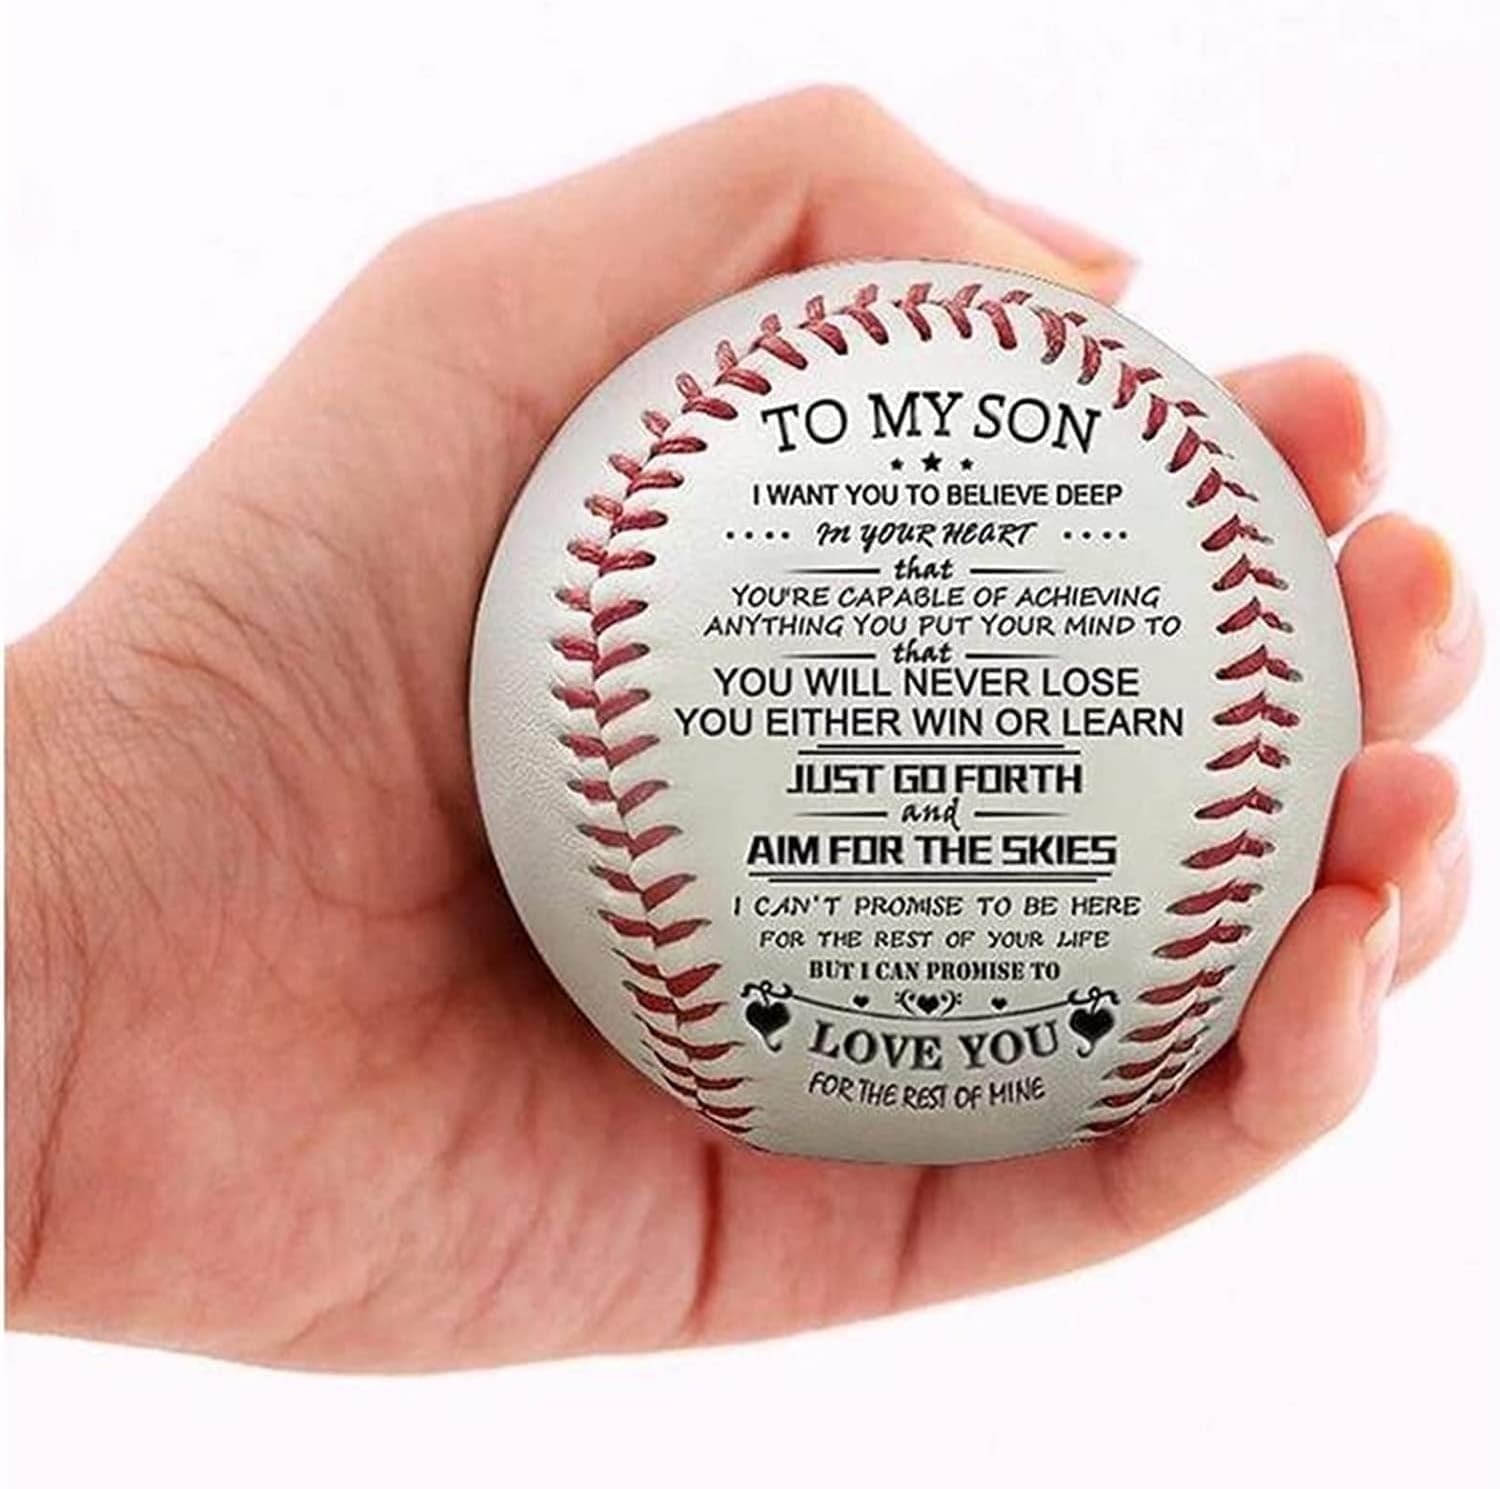 TO MY SON
I WANT YOU TO BELIEVE DEEP
IN YOUR HEART
that
YOU'RE CAPABLE OF ACHIEVING
ANYTHING YOU PUT YOUR MIND TO
that
YOU WILL NEVER LOSE
YOU EITHER WIN OR LEARN
JUST GO FORTH
and
AIM FOR THE SKIES
I CAN'T PROMISE TO BE HERE
FOR THE REST OF YOUR LIFE
BUT I CAN PROMISE TO
LOVE YOU
FOR THE REST OF MINE